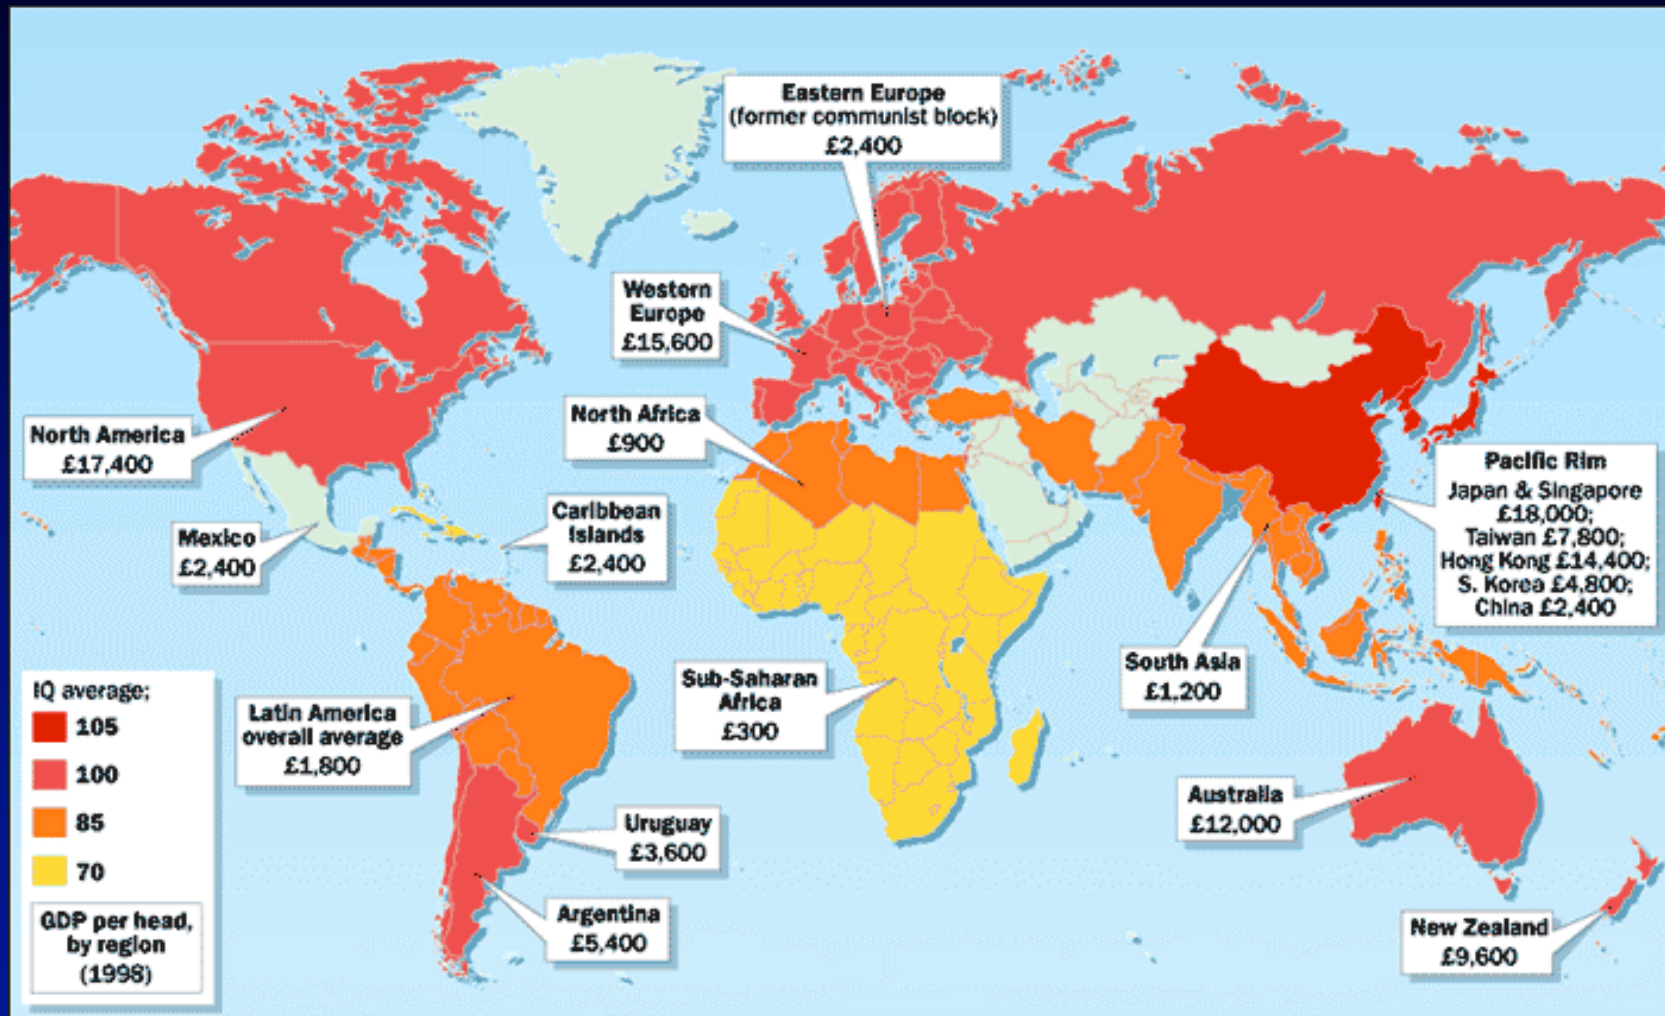 Eastern Europe
(former communist block)
£2,400
Western
Europe
£15,600
North Africa
£900
North America
£17,400
Mexico
£2,400
Caribbean
Islands
£2,400
Pacific Rim
Japan & Singapore
£18,000;
Taiwan £7,800;
Hong Kong £14,400;
S. Korea £4,800;
China £2,400
South Asia
£1,200
Sub-Saharan
Africa
£300
Latin America
overall average
£1,800
Uruguay
£3,600
Argentina
£5,400
Australia
£12,000
New Zealand
£9,600
IQ average;
105
100
85
70
GDP per head,
by region
(1998)